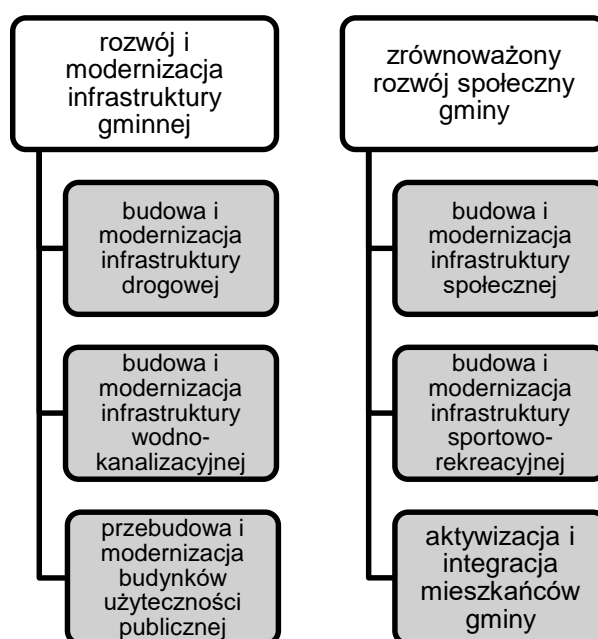 rozwój i
modernizacja
infrastruktury
gminnej
budowa i
modernizacja
infrastruktury
drogowej
budowa i
modernizacja
infrastruktury
wodno-
kanalizacyjnej
przebudowa i
modernizacja
budynków
użyteczności
publicznej
zrównoważony
rozwój społeczny
gminy
budowa i
modernizacja
infrastruktury
społecznej
budowa i
modernizacja
infrastruktury
sportowo-
rekreacyjnej
aktywizacja i
integracja
mieszkańców
gminy